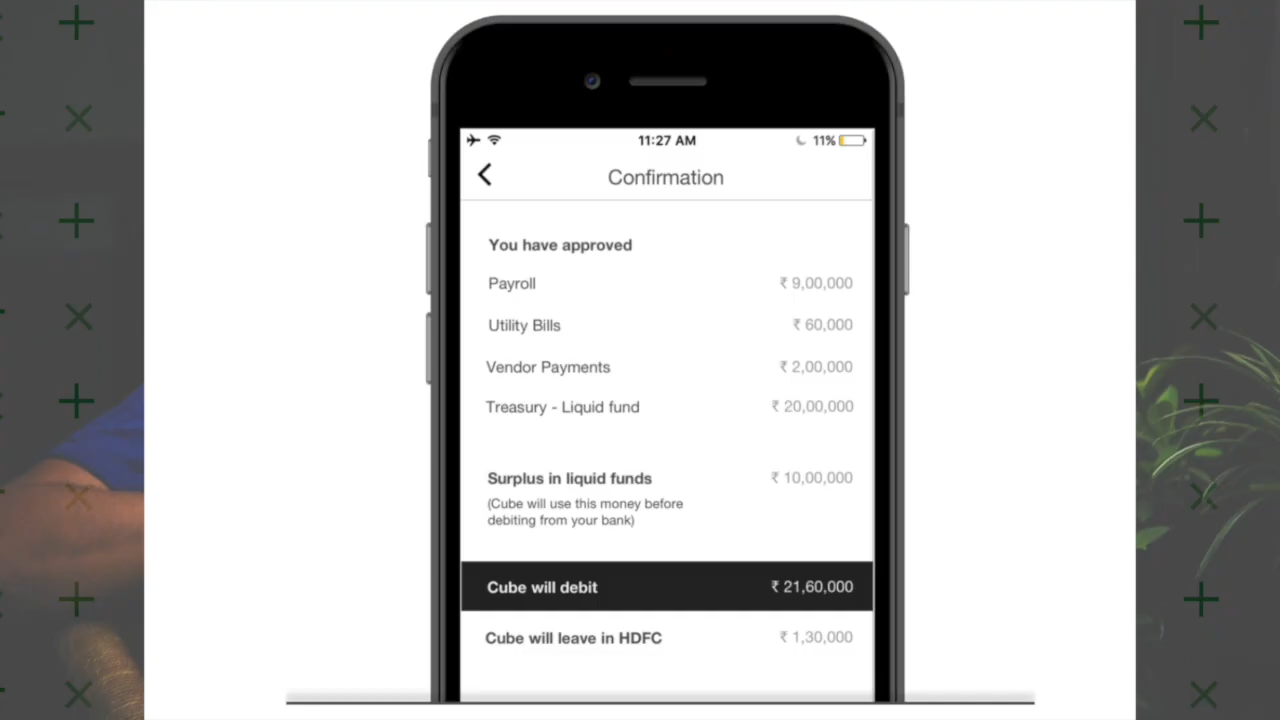 11:27 AM
11%
Confirmation
You have approved
Payroll ₹ 9,00,000
Utility Bills ₹ 60,000
Vendor Payments ₹ 2,00,000
Treasury - Liquid fund ₹ 20,00,000
Surplus in liquid funds ₹ 10,00,000
(Cube will use this money before
debiting from your bank)
Cube will debit ₹ 21,60,000
Cube will leave in HDFC ₹ 1,30,000